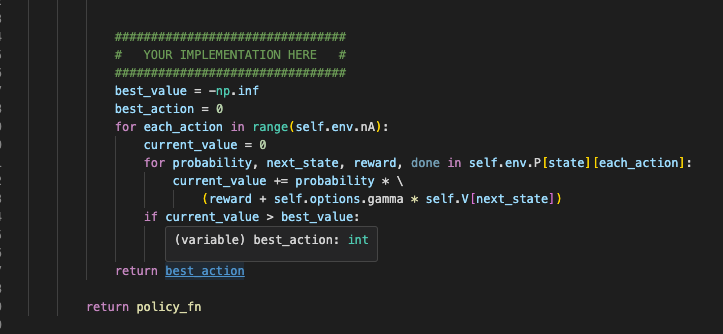 ################################
#   YOUR IMPLEMENTATION HERE   #
################################
best_value = -np.inf
best_action = 0
for each_action in range(self.env.nA):
    current_value = 0
    for probability, next_state, reward, done in self.env.P[state][each_action]:
        current_value += probability * \
            (reward + self.options.gamma * self.V[next_state])
    if current_value > best_value:
(variable) best_action: int
return best_action
return policy_fn